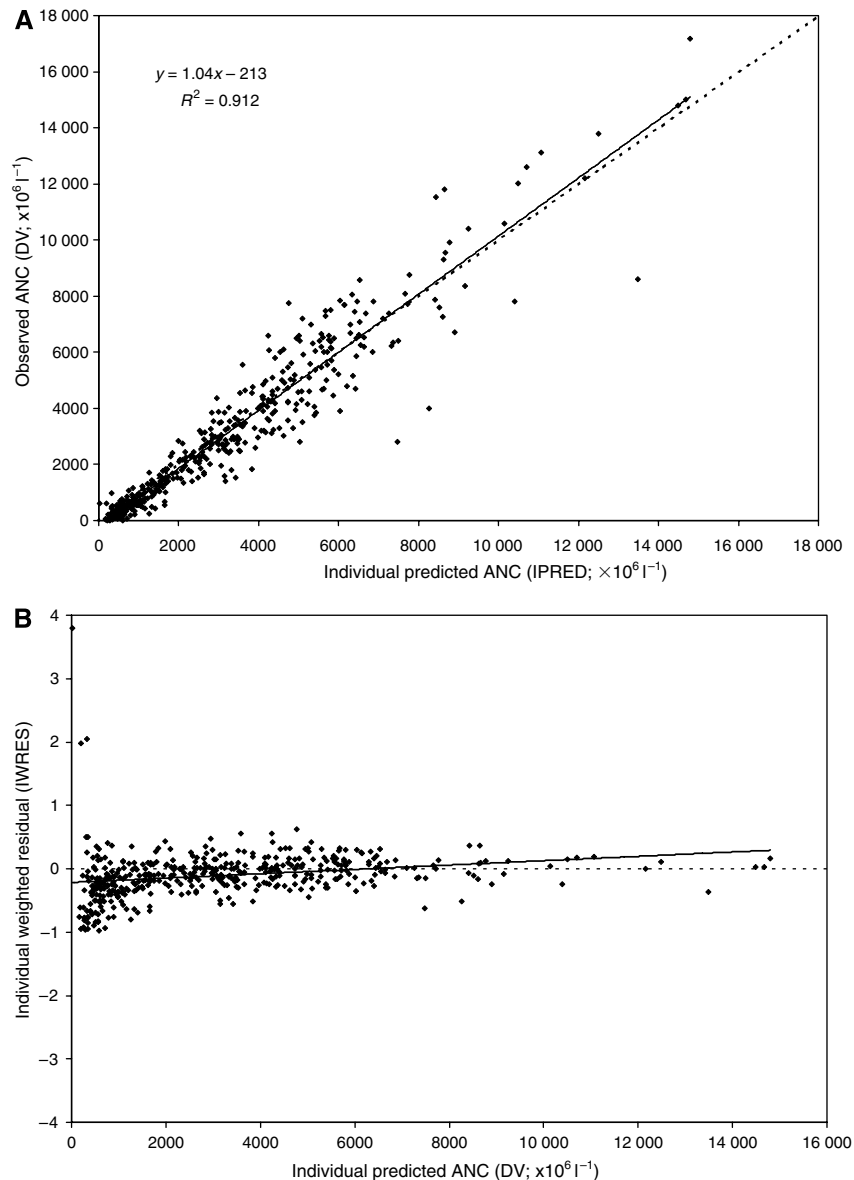 A
18 000
16 000
14 000
12 000
10 000
8000
6000
4000
2000
0
y = 1.04x – 213
R² = 0.912
Observed ANC (DV; x10⁶ l⁻¹)
0 2000 4000 6000 8000 10 000 12 000 14 000 16 000 18 000
Individual predicted ANC (IPRED; ×10⁶ l⁻¹)
B
4
3
2
1
0
–1
–2
–3
–4
Individual weighted residual (IWRES)
0 2000 4000 6000 8000 10 000 12 000 14 000 16 000
Individual predicted ANC (DV; x10⁶ l⁻¹)